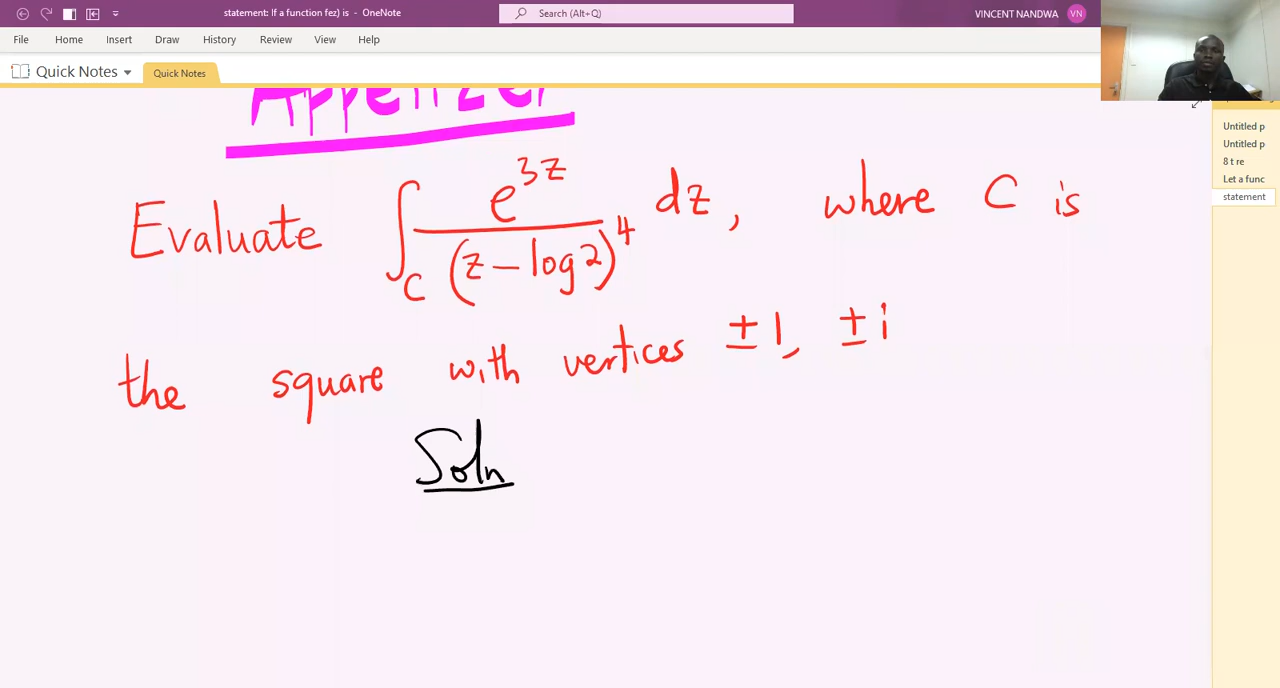 statement: If a function fez) is - OneNote
Search (Alt+Q)
VINCENT NANDWA VN
File Home Insert Draw History Review View Help
Quick Notes
Quick Notes
Appetizer
Evaluate ∫_C e^{3z}/(z - log 2)^4 dz, where C is
the square with vertices ±1, ±i
Soln
Untitled p
Untitled p
8 t re
Let a func
statement